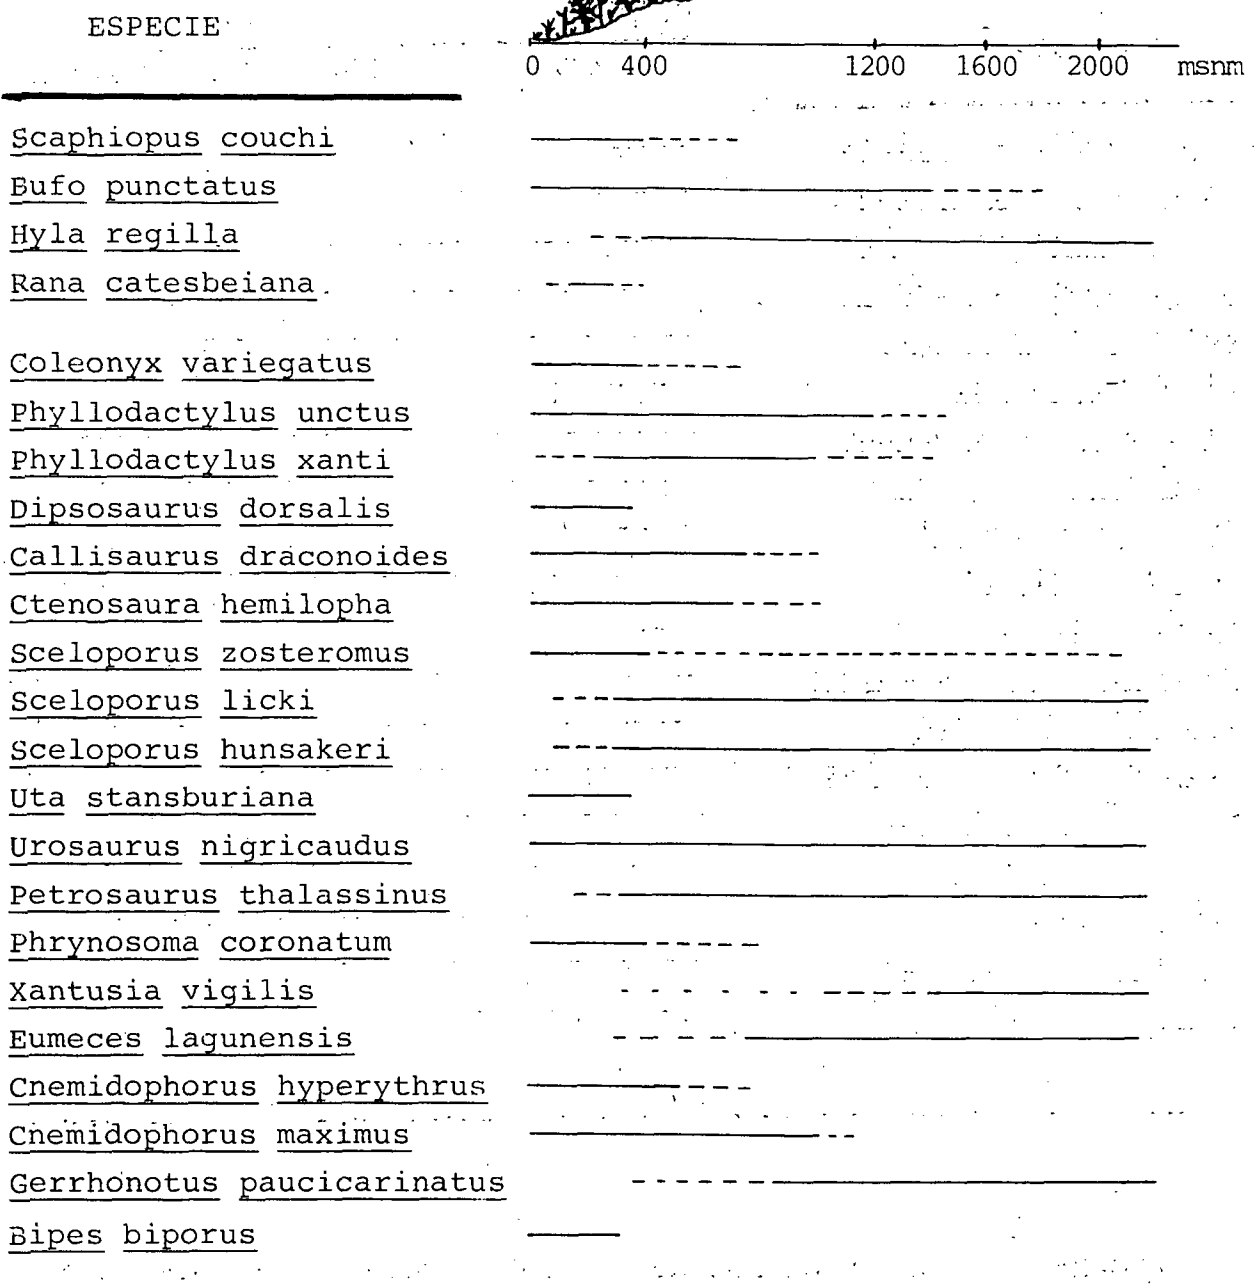 ESPECIE
0 400 1200 1600 2000 msnm
Scaphiopus couchi
Bufo punctatus
Hyla regilla
Rana catesbeiana
Coleonyx variegatus
Phyllodactylus unctus
Phyllodactylus xanti
Dipsosaurus dorsalis
Callisaurus draconoides
Ctenosaura hemilopha
Sceloporus zosteromus
Sceloporus licki
Sceloporus hunsakeri
Uta stansburiana
Urosaurus nigricaudus
Petrosaurus thalassinus
Phrynosoma coronatum
Xantusia vigilis
Eumeces lagunensis
Cnemidophorus hyperythrus
Cnemidophorus maximus
Gerrhonotus paucicarinatus
Bipes biporus